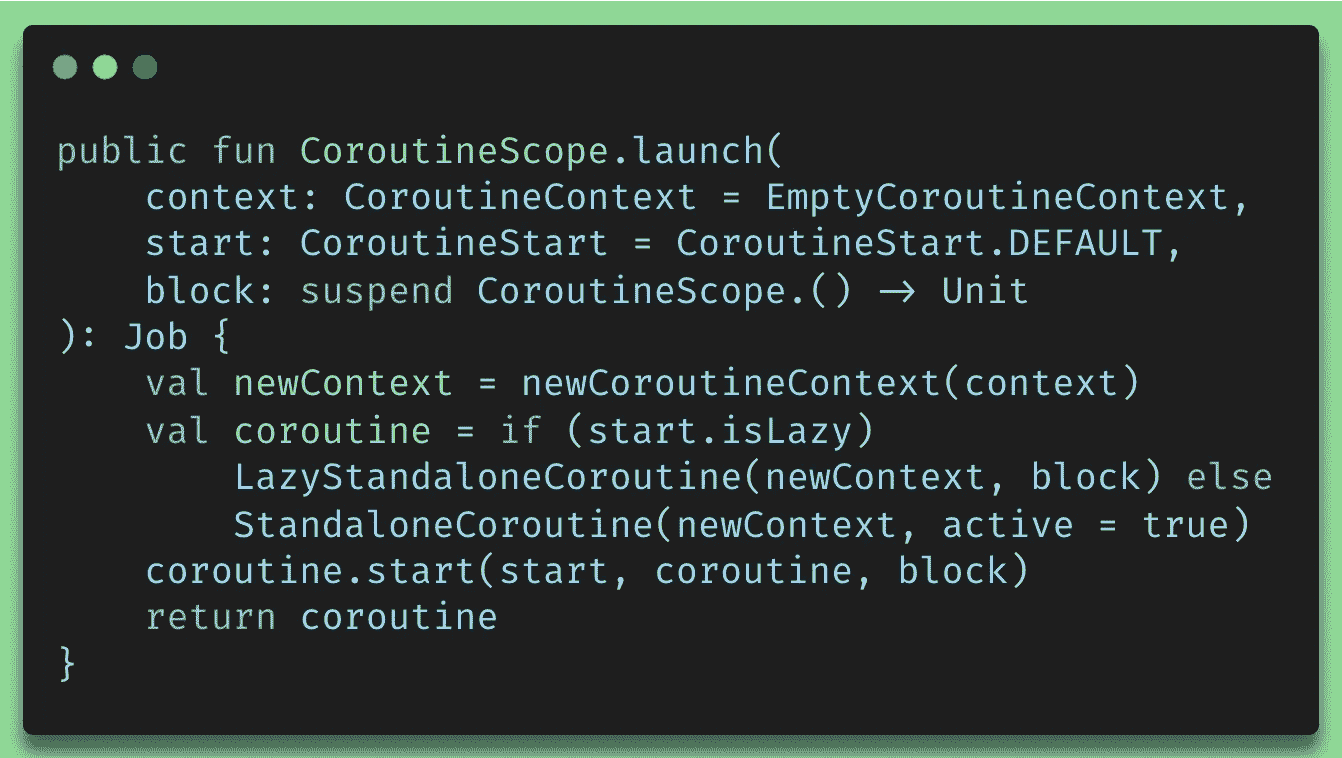 public fun CoroutineScope.launch(
    context: CoroutineContext = EmptyCoroutineContext,
    start: CoroutineStart = CoroutineStart.DEFAULT,
    block: suspend CoroutineScope.() -> Unit
): Job {
    val newContext = newCoroutineContext(context)
    val coroutine = if (start.isLazy)
        LazyStandaloneCoroutine(newContext, block) else
        StandaloneCoroutine(newContext, active = true)
    coroutine.start(start, coroutine, block)
    return coroutine
}